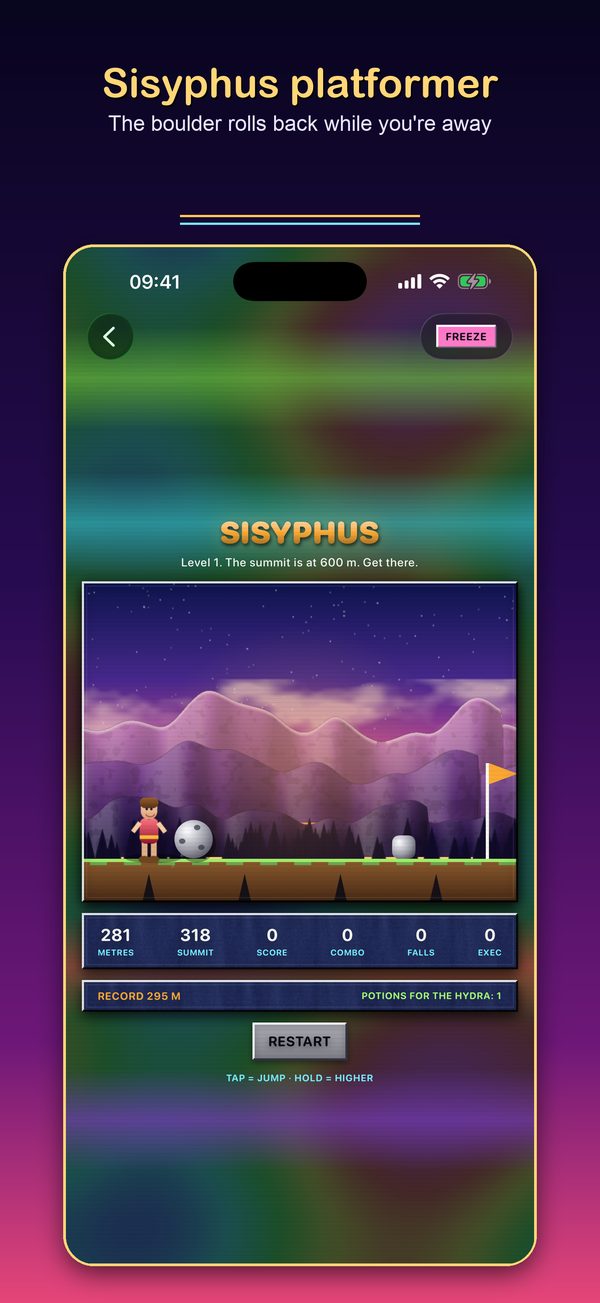 Sisyphus platformer
The boulder rolls back while you're away
09:41
FREEZE
SISYPHUS
Level 1. The summit is at 600 m. Get there.
281 318 0 0 0 0
METRES SUMMIT SCORE COMBO FALLS EXEC
RECORD 295 M POTIONS FOR THE HYDRA: 1
RESTART
TAP = JUMP · HOLD = HIGHER